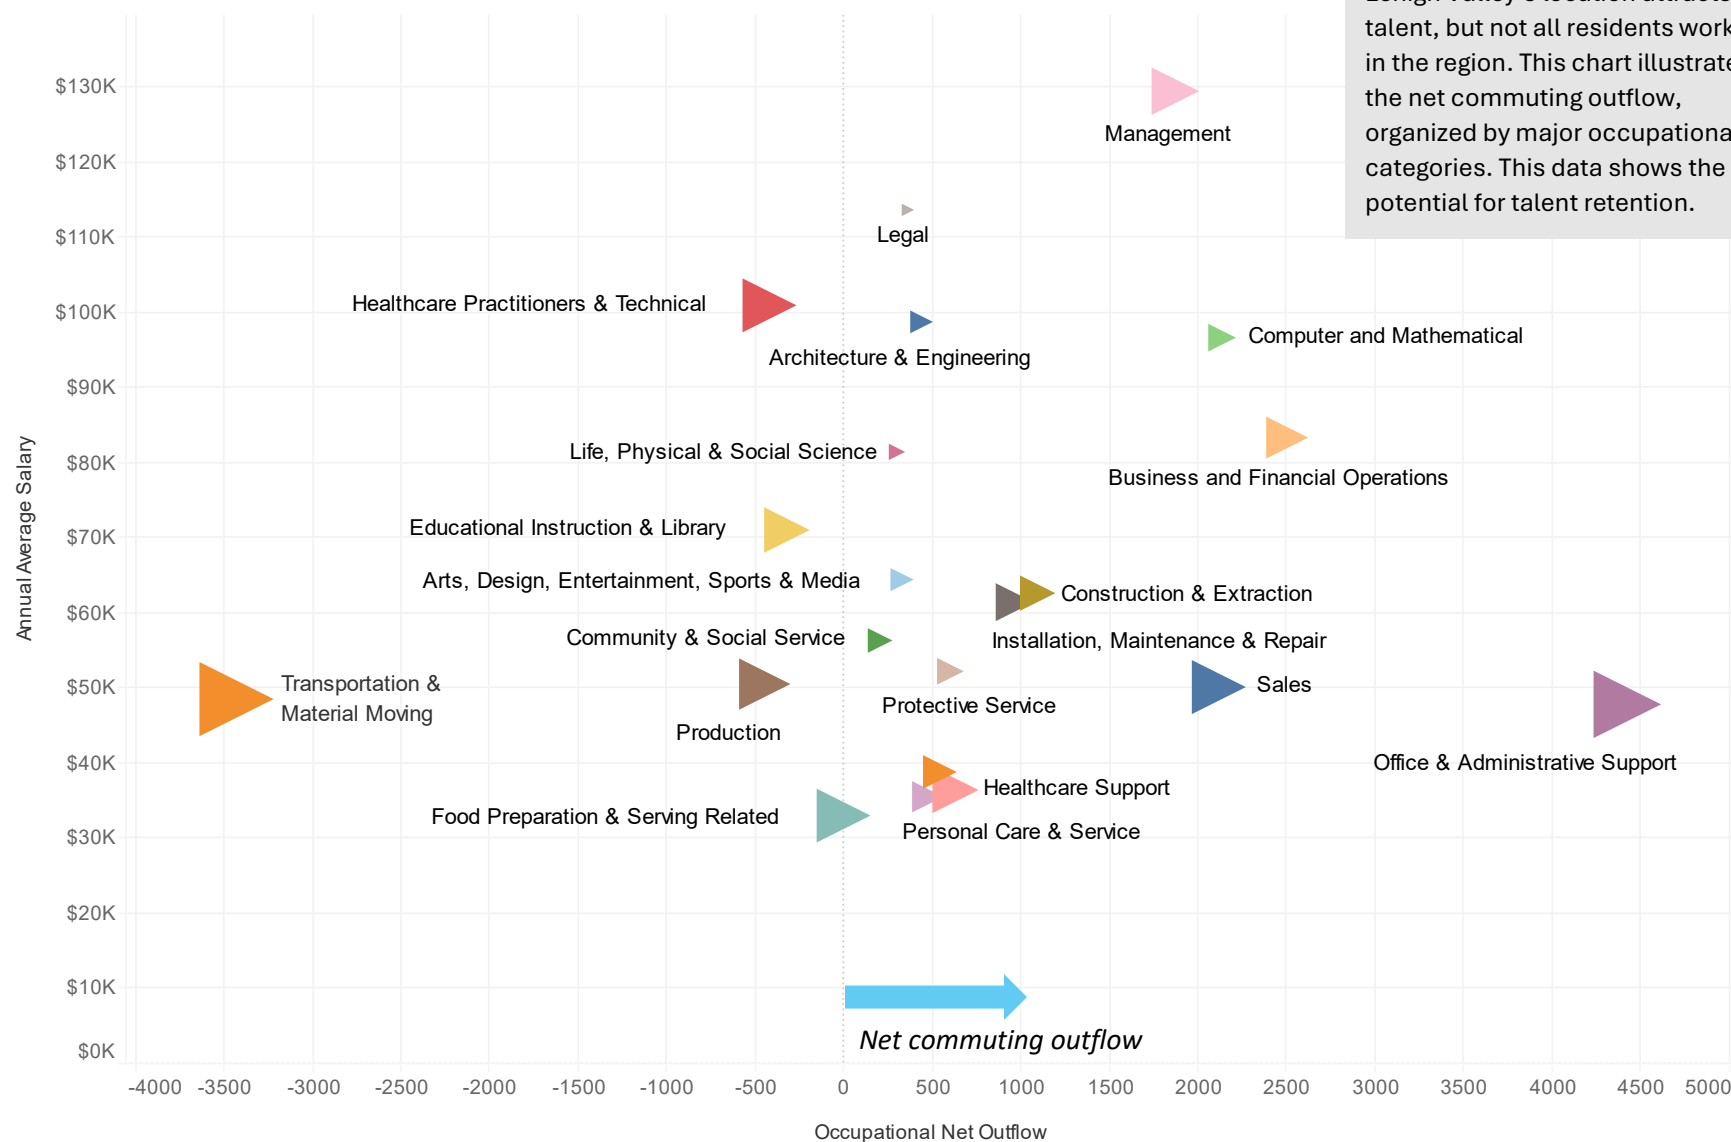 talent, but not all residents work
in the region. This chart illustrate
the net commuting outflow,
organized by major occupationa
categories. This data shows the
potential for talent retention.
$130K
Management
$120K
Legal
$110K
Healthcare Practitioners & Technical
$100K
Architecture & Engineering
Computer and Mathematical
$90K
Life, Physical & Social Science
$80K
Business and Financial Operations
Educational Instruction & Library
$70K
Arts, Design, Entertainment, Sports & Media
Construction & Extraction
$60K
Community & Social Service
Installation, Maintenance & Repair
Transportation &
Material Moving
$50K
Sales
Protective Service
Production
$40K
Office & Administrative Support
Healthcare Support
Food Preparation & Serving Related
Personal Care & Service
$30K
$20K
$10K
Net commuting outflow
$0K
Annual Average Salary
-4000 -3500 -3000 -2500 -2000 -1500 -1000 -500 0 500 1000 1500 2000 2500 3000 3500 4000 4500 5000
Occupational Net Outflow